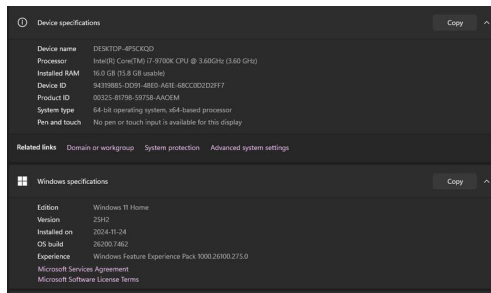 Device specifications
Copy
Device name DESKTOP-4P5CKQD
Processor Intel(R) Core(TM) i7-9700K CPU @ 3.60GHz (3.60 GHz)
Installed RAM 16.0 GB (15.8 GB usable)
Device ID 94319885-DD91-48E0-A61E-68CC0D2D2FF7
Product ID 00325-81798-59758-AAOEM
System type 64-bit operating system, x64-based processor
Pen and touch No pen or touch input is available for this display
Related links Domain or workgroup System protection Advanced system settings
Windows specifications
Copy
Edition Windows 11 Home
Version 25H2
Installed on 2024-11-24
OS build 26200.7462
Experience Windows Feature Experience Pack 1000.26100.275.0
Microsoft Services Agreement
Microsoft Software License Terms